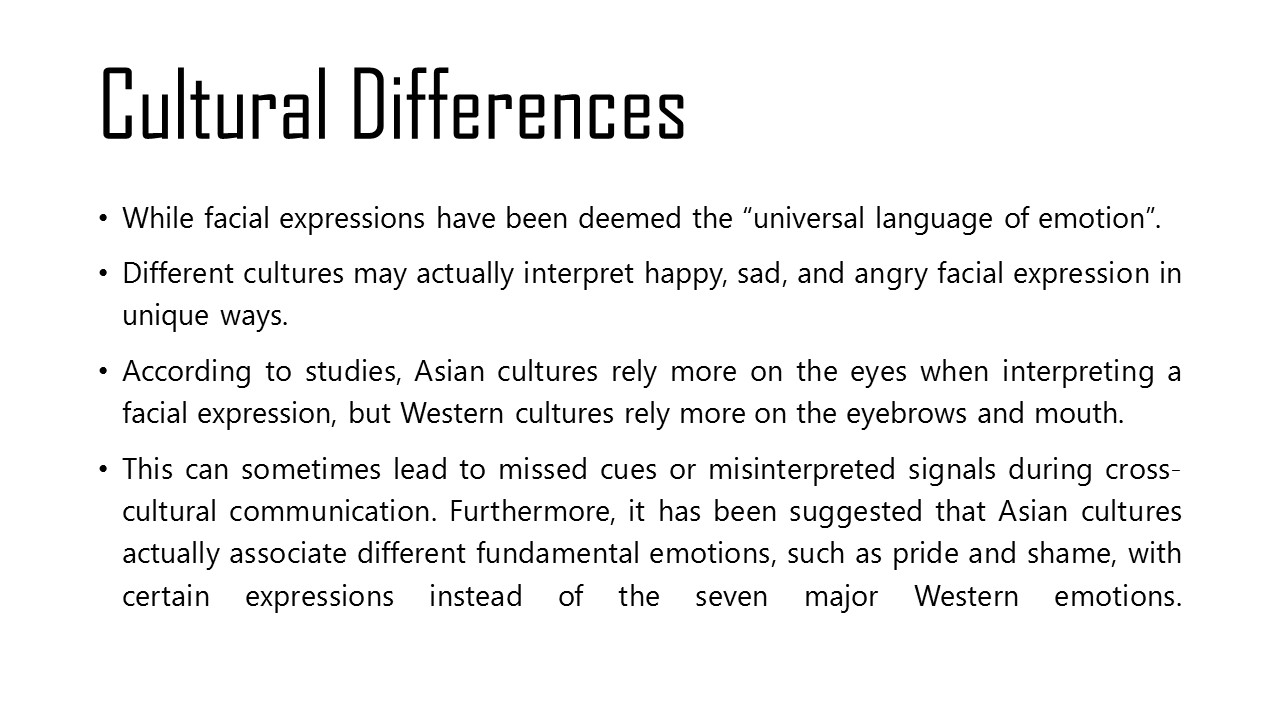 Cultural Differences
• While facial expressions have been deemed the “universal language of emotion”.
• Different cultures may actually interpret happy, sad, and angry facial expression in
unique ways.
• According to studies, Asian cultures rely more on the eyes when interpreting a
facial expression, but Western cultures rely more on the eyebrows and mouth.
• This can sometimes lead to missed cues or misinterpreted signals during cross-
cultural communication. Furthermore, it has been suggested that Asian cultures
actually associate different fundamental emotions, such as pride and shame, with
certain expressions instead of the seven major Western emotions.